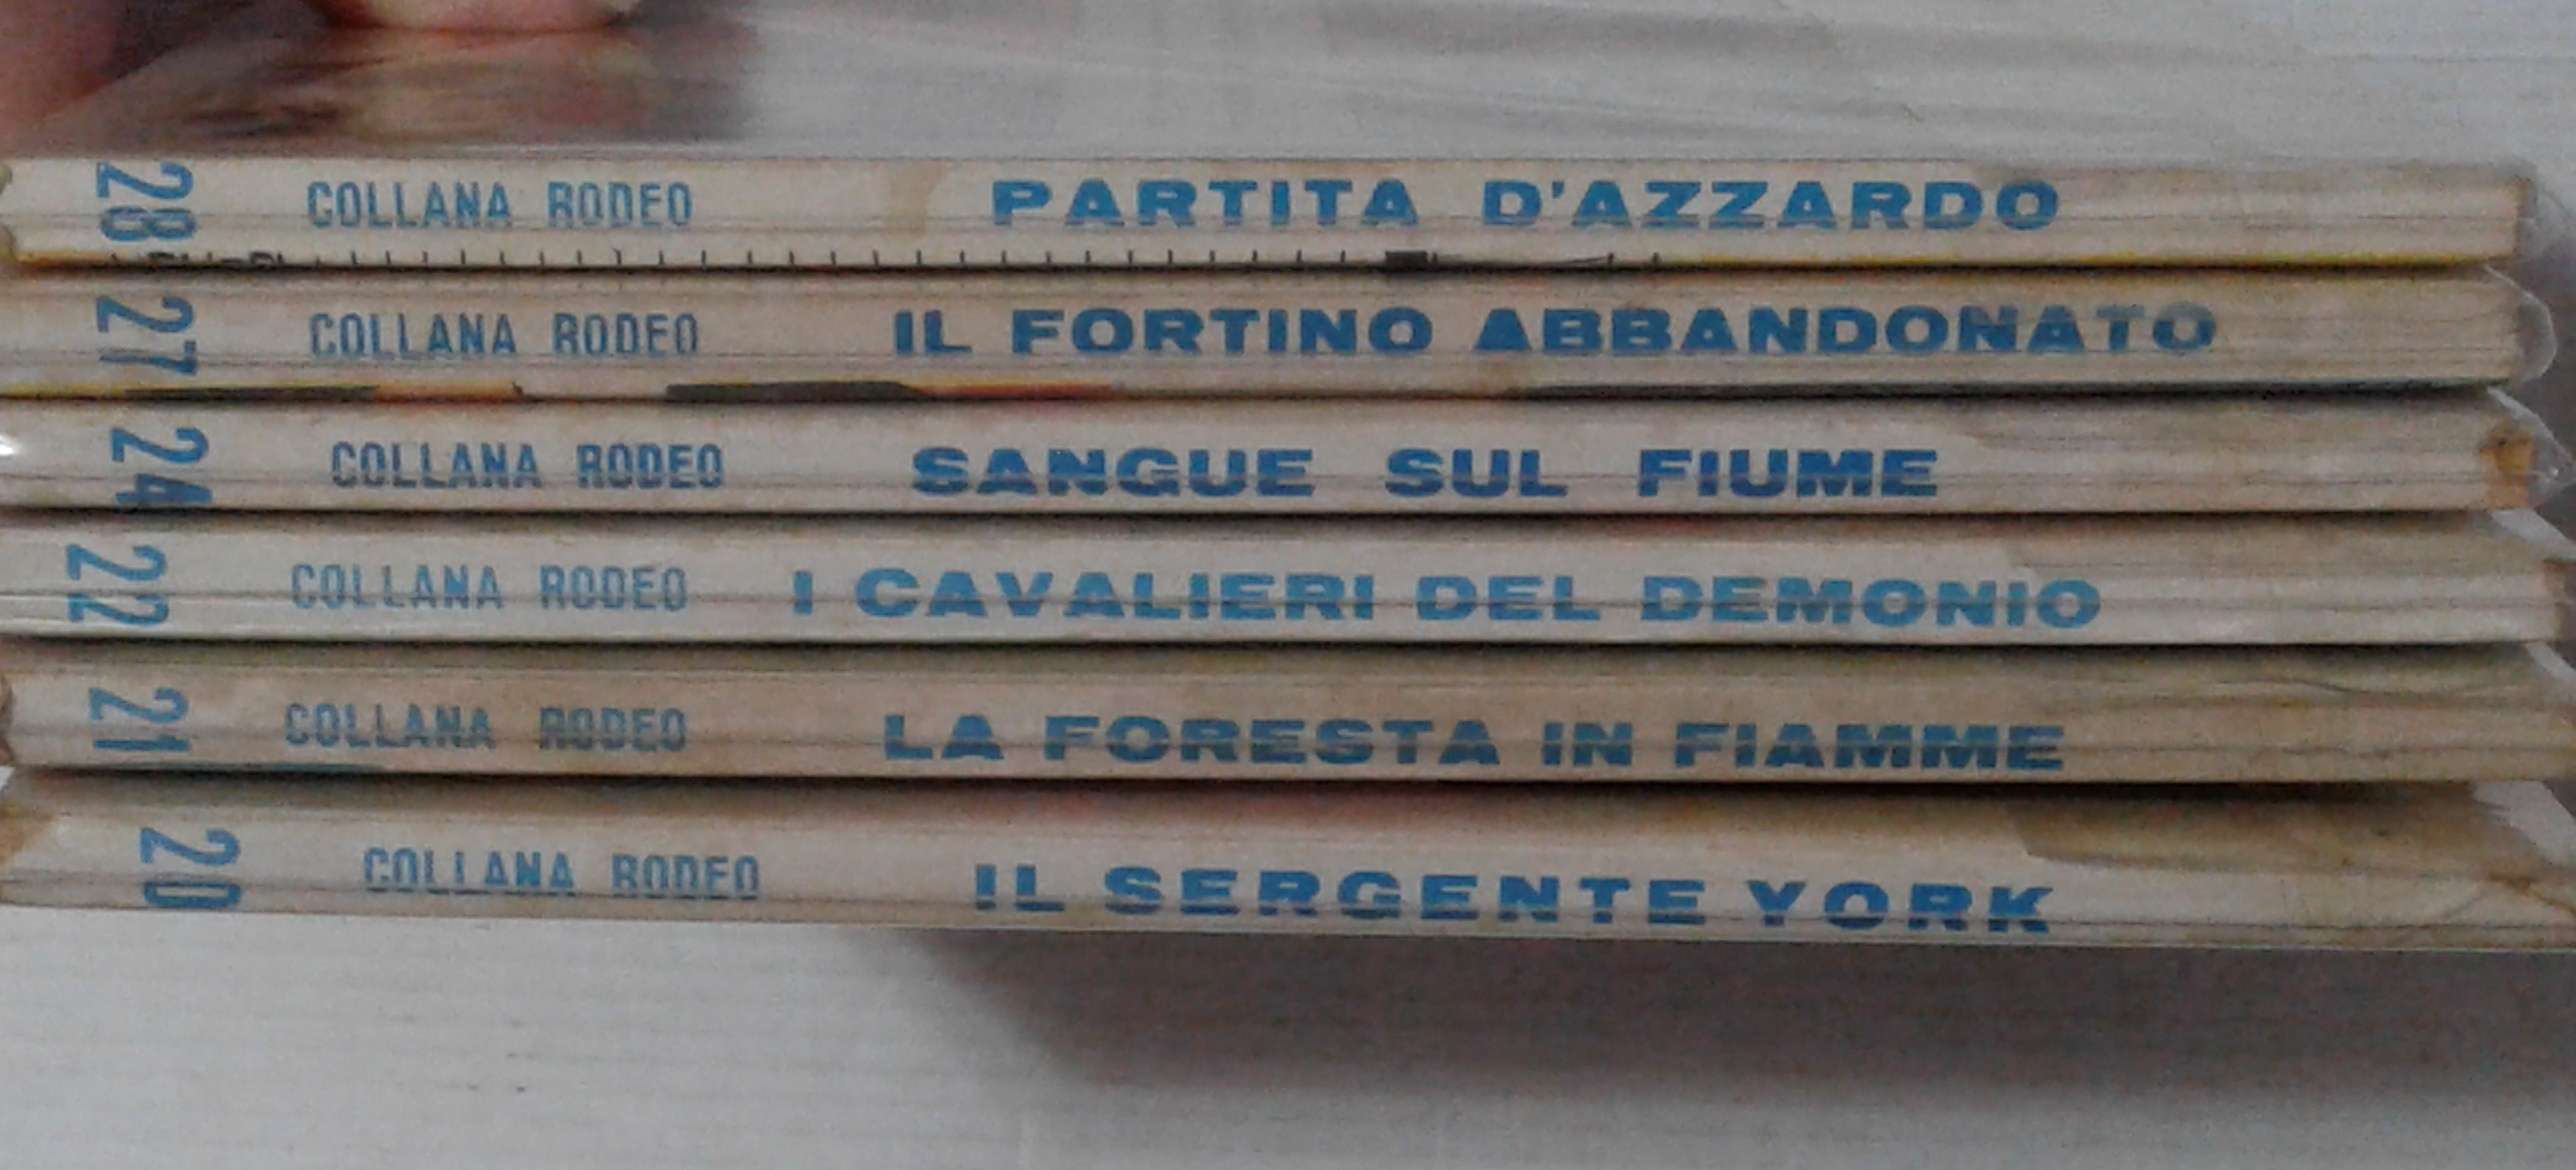 28 COLLANA RODEO PARTITA D'AZZARDO
27 COLLANA RODEO IL FORTINO ABBANDONATO
24 COLLANA RODEO SANGUE SUL FIUME
22 COLLANA RODEO I CAVALIERI DEL DEMONIO
21 COLLANA RODEO LA FORESTA IN FIAMME
20 COLLANA RODEO IL SERGENTE YORK